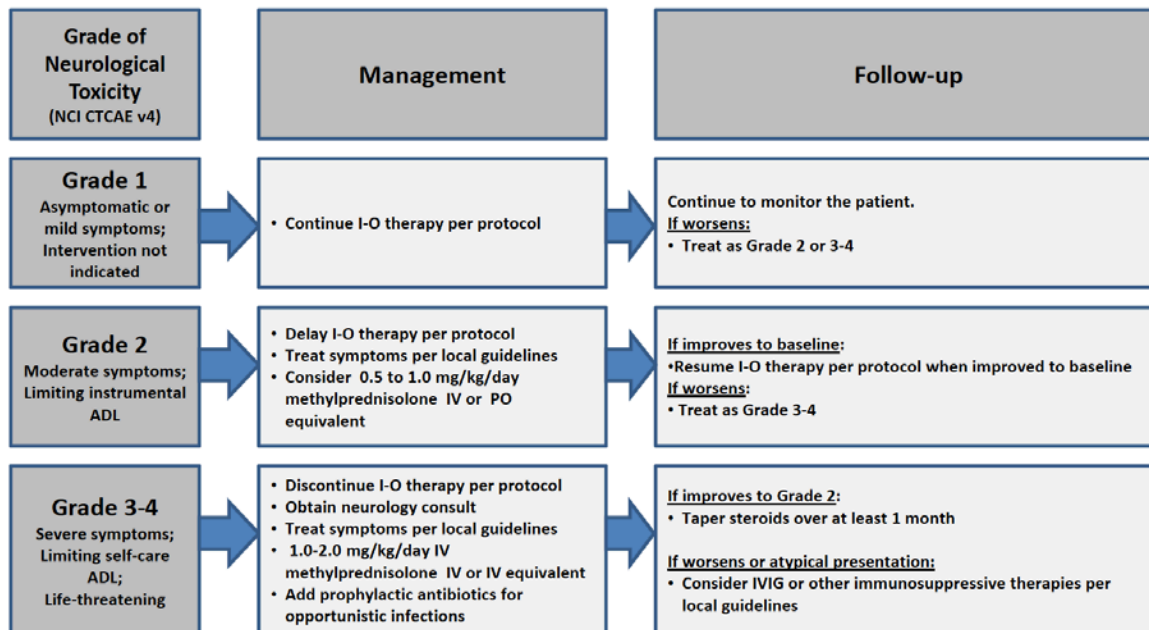 Grade of
Neurological
Toxicity
(NCI CTCAE v4)
Management
Follow-up
Grade 1
Asymptomatic or
mild symptoms;
Intervention not
indicated
• Continue I-O therapy per protocol
Continue to monitor the patient.
If worsens:
• Treat as Grade 2 or 3-4
Grade 2
Moderate symptoms;
Limiting instrumental
ADL
• Delay I-O therapy per protocol
• Treat symptoms per local guidelines
• Consider 0.5 to 1.0 mg/kg/day
methylprednisolone IV or PO
equivalent
If improves to baseline:
•Resume I-O therapy per protocol when improved to baseline
If worsens:
• Treat as Grade 3-4
Grade 3-4
Severe symptoms;
Limiting self-care
ADL;
Life-threatening
• Discontinue I-O therapy per protocol
• Obtain neurology consult
• Treat symptoms per local guidelines
• 1.0-2.0 mg/kg/day IV
methylprednisolone IV or IV equivalent
• Add prophylactic antibiotics for
opportunistic infections
If improves to Grade 2:
• Taper steroids over at least 1 month
If worsens or atypical presentation:
• Consider IVIG or other immunosuppressive therapies per
local guidelines